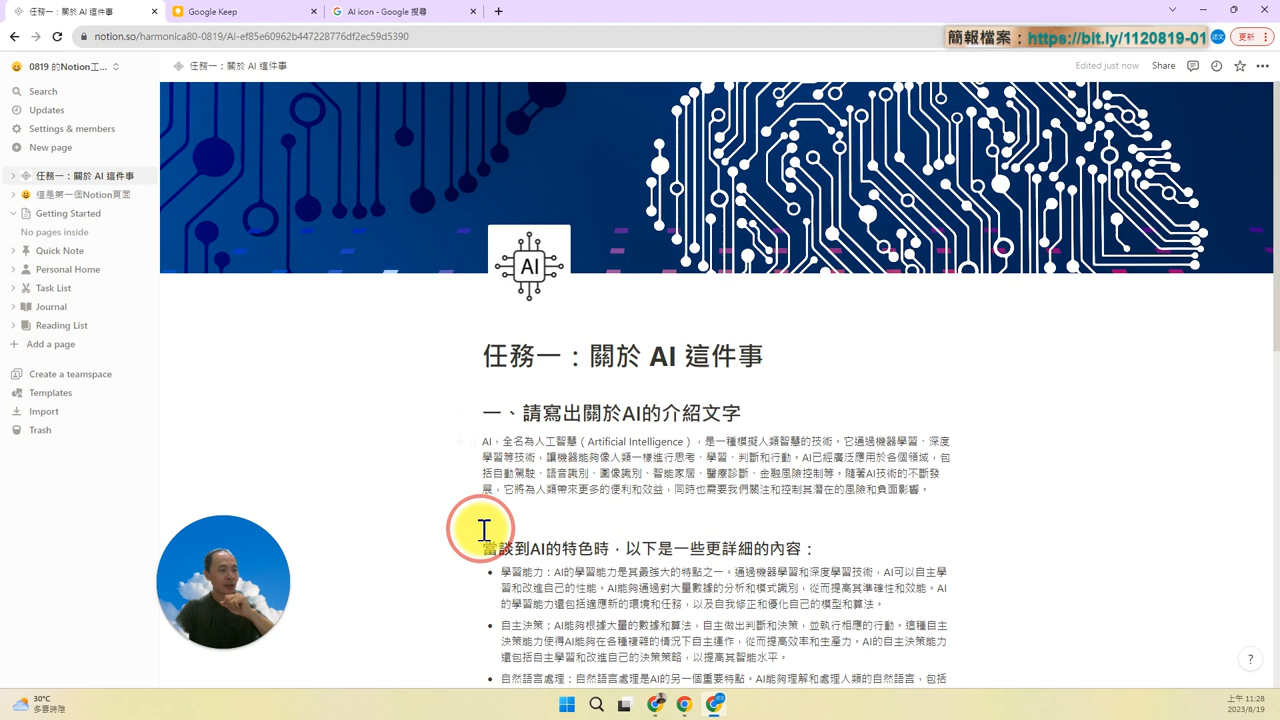 任務一：關於 AI 這件事
Google Keep
AI icon - Google 搜尋
notion.so/harmonica80-0819/AI-ef85e60962b447228776df2ec59d5390
簡報檔案：https://bit.ly/1120819-01
更新
0819 的Notion工...
任務一：關於 AI 這件事
Edited just now
Share
Search
Updates
Settings & members
New page
任務一：關於 AI 這件事
這是第一個Notion頁面
Getting Started
No pages inside
Quick Note
Personal Home
Task List
Journal
Reading List
Add a page
Create a teamspace
Templates
Import
Trash
AI
任務一：關於 AI 這件事
一、請寫出關於AI的介紹文字
AI，全名為人工智慧（Artificial Intelligence），是一種模擬人類智慧的技術。它通過機器學習、深度
學習等技術，讓機器能夠像人類一樣進行思考、學習、判斷和行動。AI已經廣泛應用於各個領域，包
括自動駕駛、語音識別、圖像識別、智能家居、醫療診斷、金融風險控制等。隨著AI技術的不斷發
展，它將為人類帶來更多的便利和效益，同時也需要我們關注和控制其潛在的風險和負面影響。
當談到AI的特色時，以下是一些更詳細的內容：
學習能力：AI的學習能力是其最強大的特點之一。通過機器學習和深度學習技術，AI可以自主學
習和改進自己的性能。AI能夠通過對大量數據的分析和模式識別，從而提高其準確性和效能。AI
的學習能力還包括適應新的環境和任務，以及自我修正和優化自己的模型和算法。
自主決策：AI能夠根據大量的數據和算法，自主做出判斷和決策，並執行相應的行動。這種自主
決策能力使得AI能夠在各種複雜的情況下自主運作，從而提高效率和生產力。AI的自主決策能力
還包括自主學習和改進自己的決策策略，以提高其智能水平。
自然語言處理：自然語言處理是AI的另一個重要特點。AI能夠理解和處理人類的自然語言，包括
?
30°C
多雲時陰
上午 11:28
2023/8/19